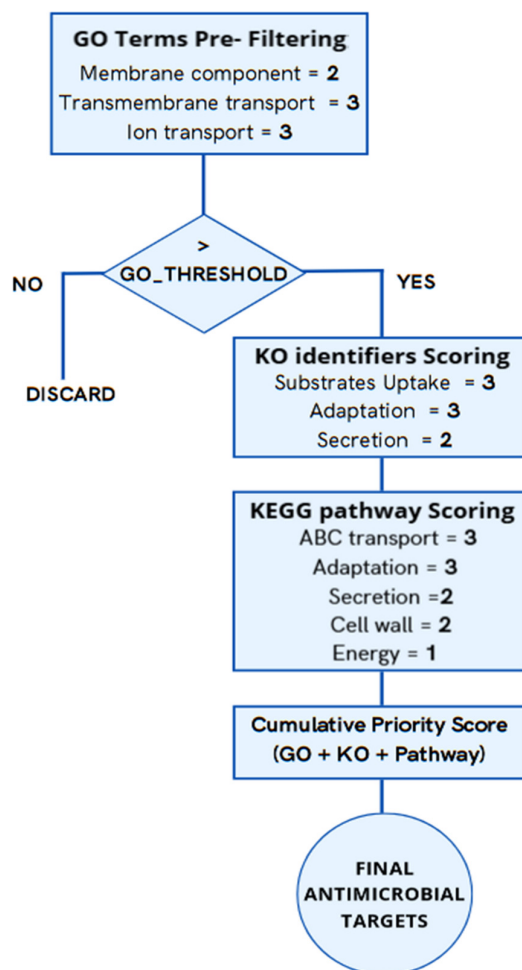 GO Terms Pre- Filtering
Membrane component = 2
Transmembrane transport = 3
Ion transport = 3
>
GO_THRESHOLD
NO
YES
DISCARD
KO identifiers Scoring
Substrates Uptake = 3
Adaptation = 3
Secretion = 2
KEGG pathway Scoring
ABC transport = 3
Adaptation = 3
Secretion =2
Cell wall = 2
Energy = 1
Cumulative Priority Score
(GO + KO + Pathway)
FINAL
ANTIMICROBIAL
TARGETS